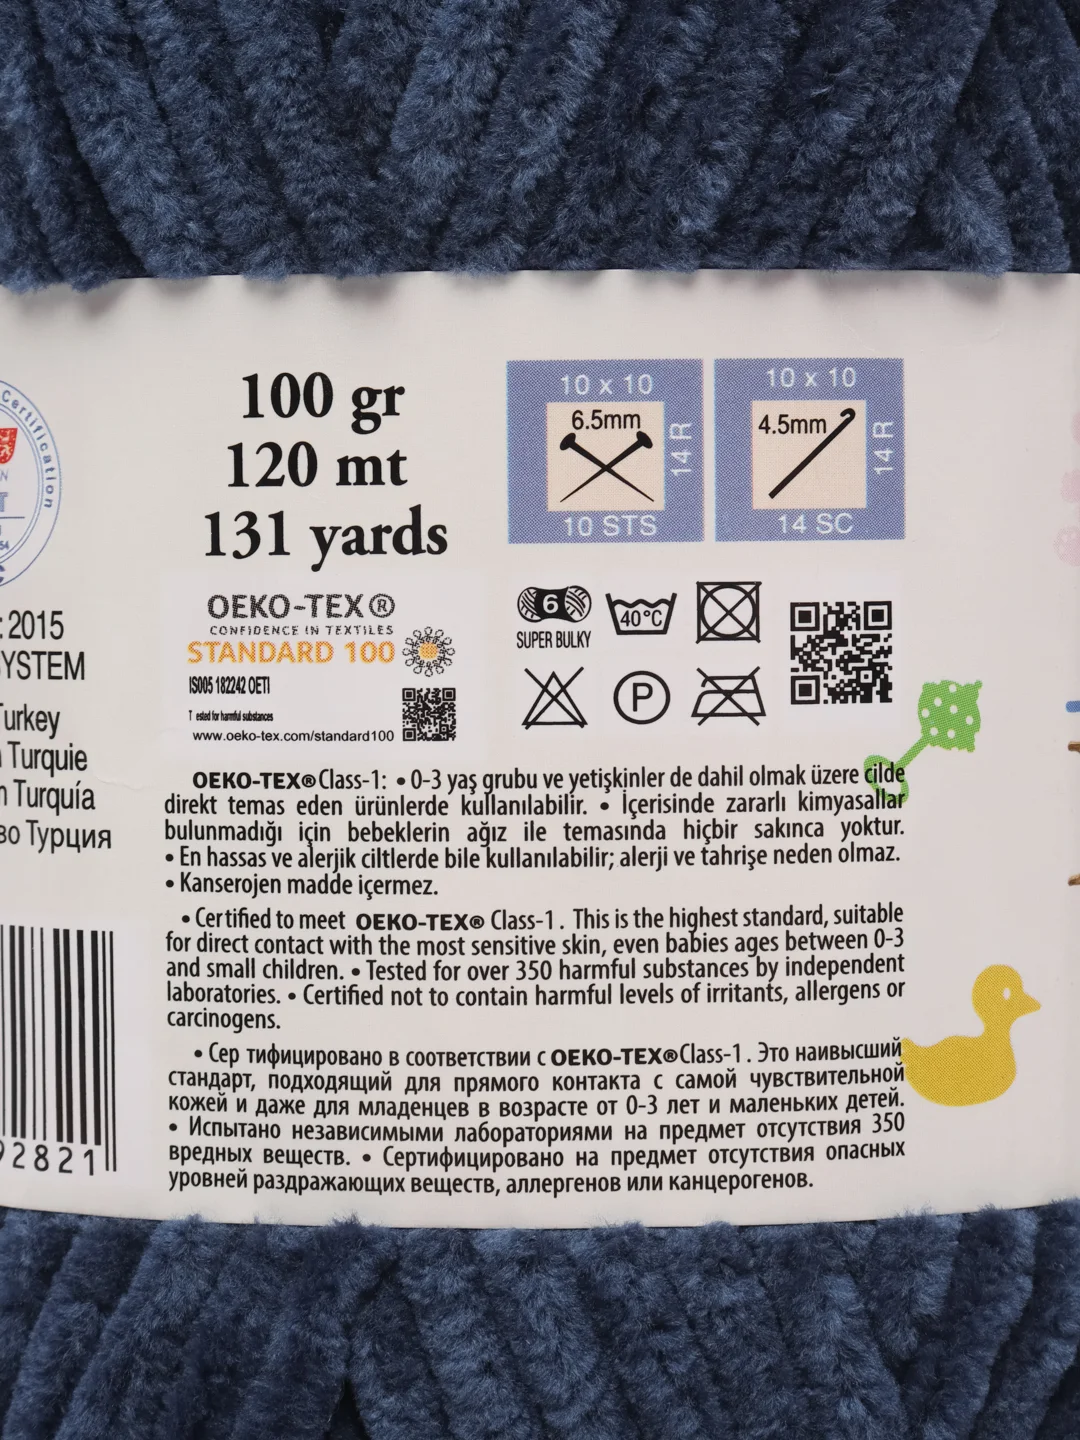 Certification
: 2015
SYSTEM
Turkey
Turquie
Turquía
Турция
92821
100 gr
120 mt
131 yards
10 x 10
6.5mm
14 R
10 STS
10 x 10
4.5mm
14 R
14 SC
OEKO-TEX®
CONFIDENCE IN TEXTILES
STANDARD 100
IS005 182242 OETI
T ested for harmful substances
www.oeko-tex.com/standard100
6
SUPER BULKY
40°C
P
OEKO-TEX® Class-1: • 0-3 yaş grubu ve yetişkinler de dahil olmak üzere cilde
direkt temas eden ürünlerde kullanılabilir. • İçerisinde zararlı kimyasallar
bulunmadığı için bebeklerin ağız ile temasında hiçbir sakınca yoktur.
• En hassas ve alerjik ciltlerde bile kullanılabilir; alerji ve tahrişe neden olmaz.
• Kanserojen madde içermez.
• Certified to meet OEKO-TEX® Class-1. This is the highest standard, suitable
for direct contact with the most sensitive skin, even babies ages between 0-3
and small children. • Tested for over 350 harmful substances by independent
laboratories. • Certified not to contain harmful levels of irritants, allergens or
carcinogens.
• Сер тифицировано в соответствии с OEKO-TEX® Class-1. Это наивысший
стандарт, подходящий для прямого контакта с самой чувствительной
кожей и даже для младенцев в возрасте от 0-3 лет и маленьких детей.
• Испытано независимыми лабораториями на предмет отсутствия 350
вредных веществ. • Сертифицировано на предмет отсутствия опасных
уровней раздражающих веществ, аллергенов или канцерогенов.